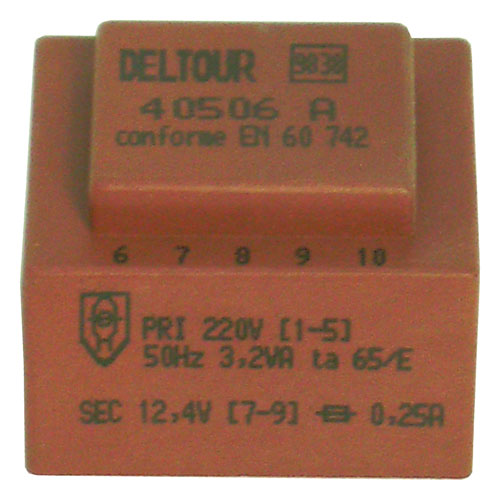 DELTOUR 9030
40506 A
conforme EN 60 742
6 7 8 9 10
PRI 220V [1-5]
50Hz 3,2VA ta 65/E
SEC 12,4V [7-9] 0,25A